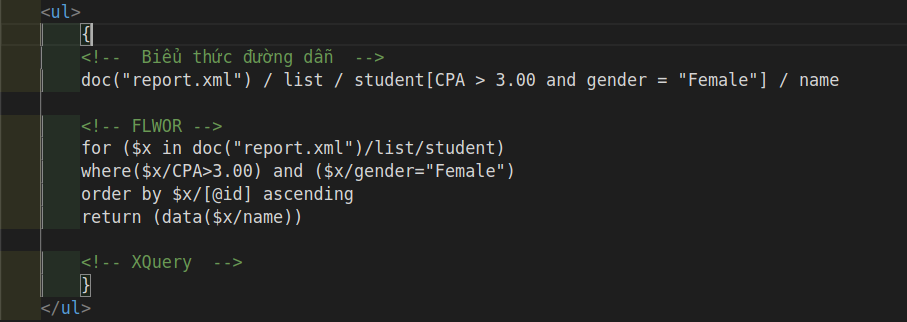 <ul>
{
<!--  Biểu thức đường dẫn  -->
doc("report.xml") / list / student[CPA > 3.00 and gender = "Female"] / name
<!-- FLWOR -->
for ($x in doc("report.xml")/list/student)
where($x/CPA>3.00) and ($x/gender="Female")
order by $x/[@id] ascending
return (data($x/name))
<!-- XQuery  -->
}
</ul>